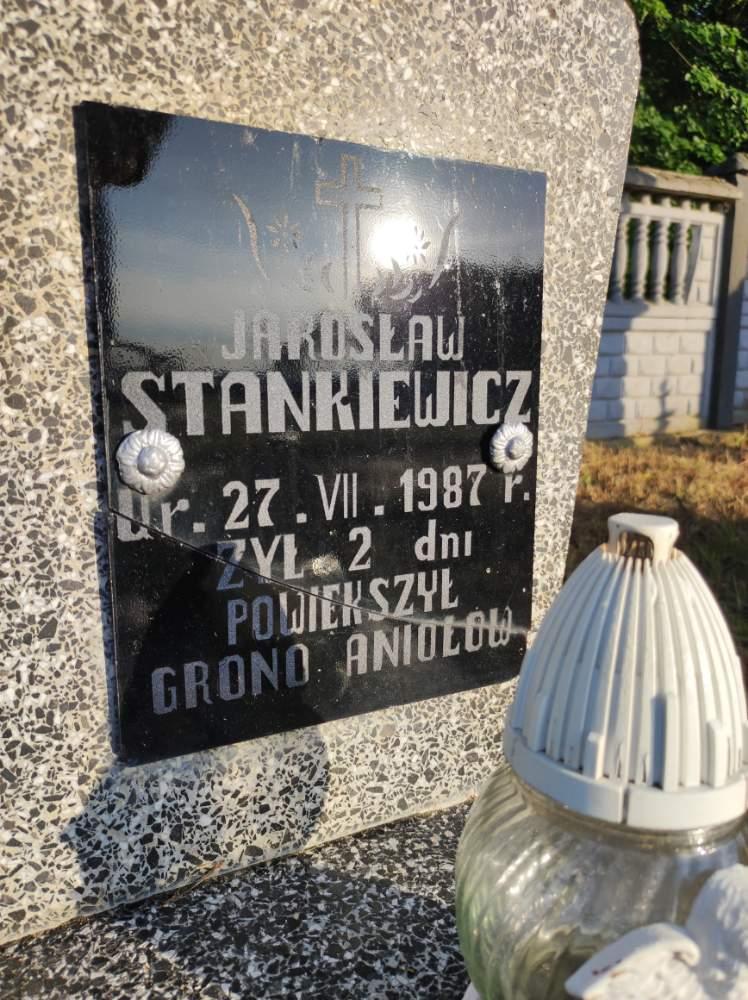 JAROSŁAW
STANKIEWICZ
Ur. 27. VII. 1987 r.
ŻYŁ 2 dni
POWIĘKSZYŁ
GRONO ANIOŁÓW